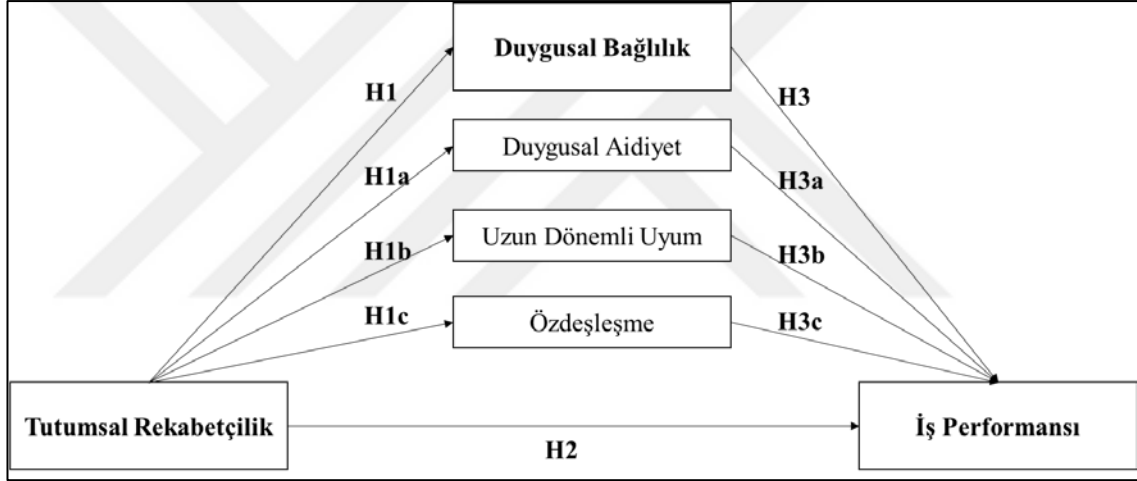 Duygusal Bağlılık
H1
H3
Duygusal Aidiyet
H1a
H3a
Uzun Dönemli Uyum
H1b
H3b
Özdeşleşme
H1c
H3c
Tutumsal Rekabetçilik
İş Performansı
H2